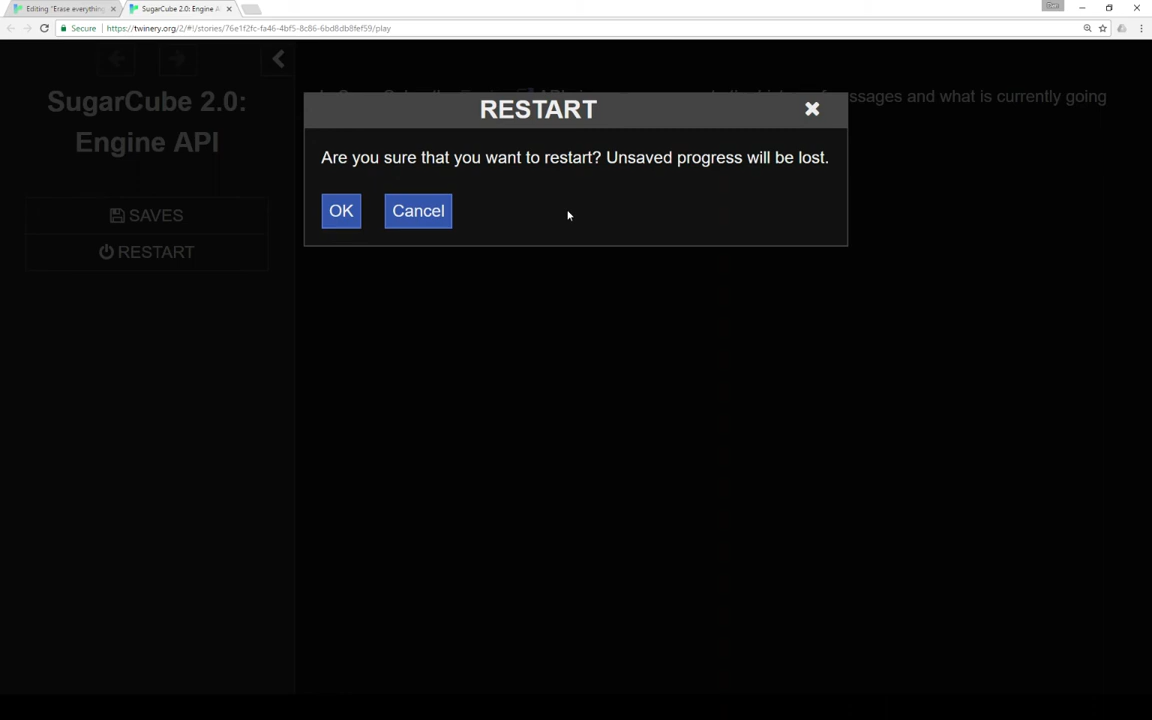 Editing "Erase everything
SugarCube 2.0: Engine A
Secure
https://twinery.org/2/#!/stories/76e1f2fc-fa46-4bf5-8c86-6bd8db8fef59/play
SugarCube 2.0:
Engine API
SAVES
RESTART
ssages and what is currently going
RESTART
Are you sure that you want to restart? Unsaved progress will be lost.
OK
Cancel